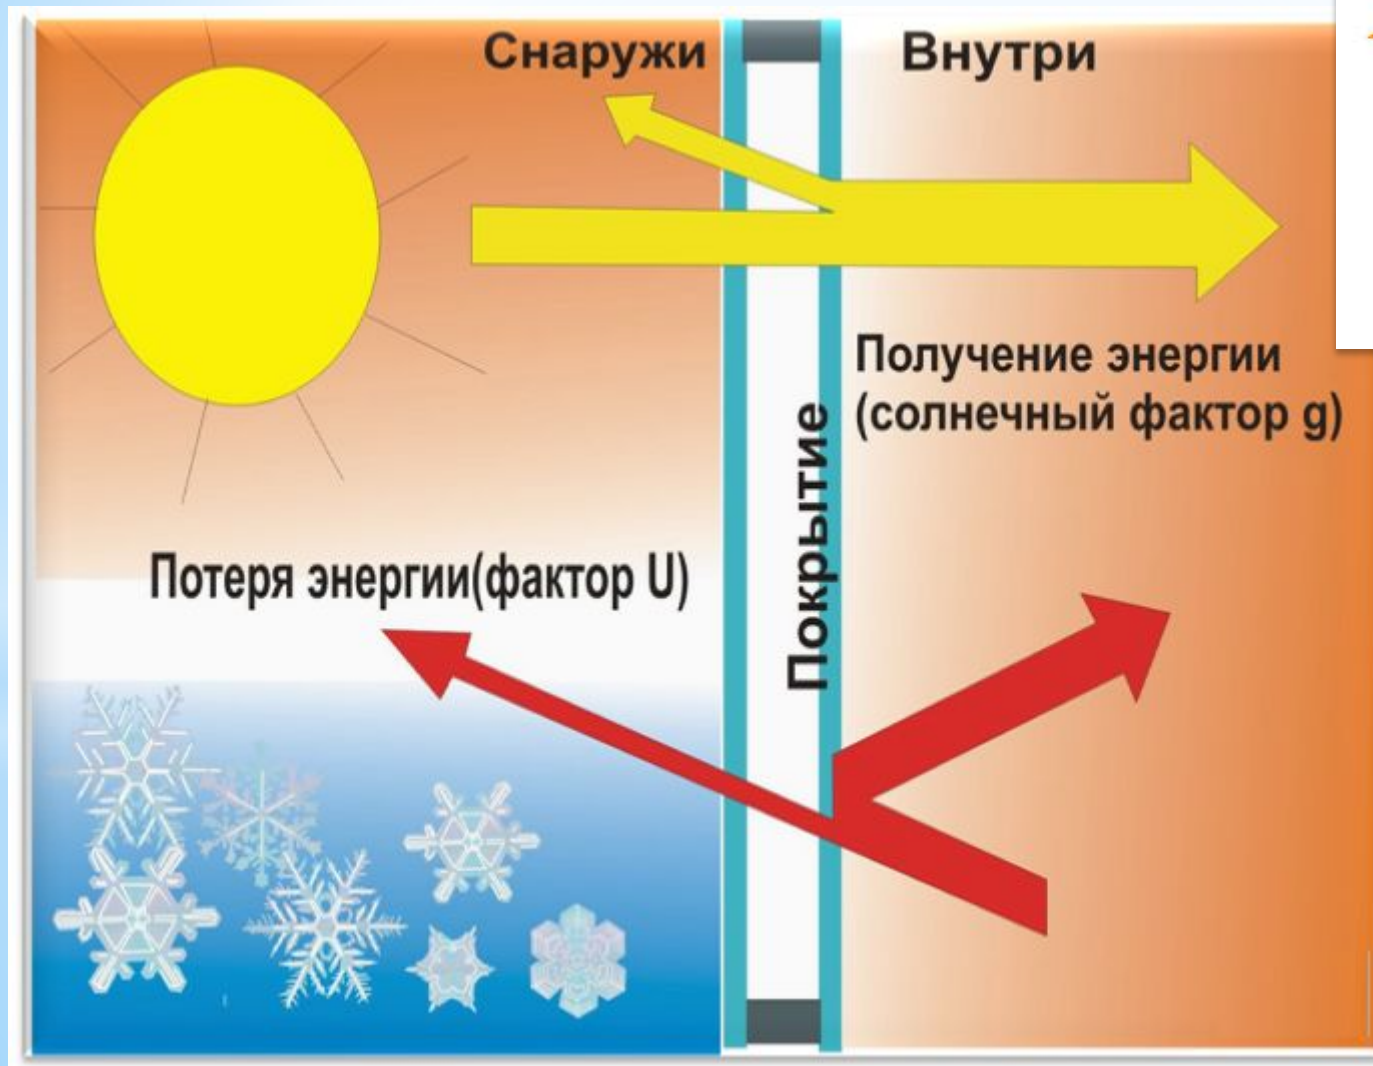 Снаружи
Внутри
Получение энергии
(солнечный фактор g)
Покрытие
Потеря энергии(фактор U)